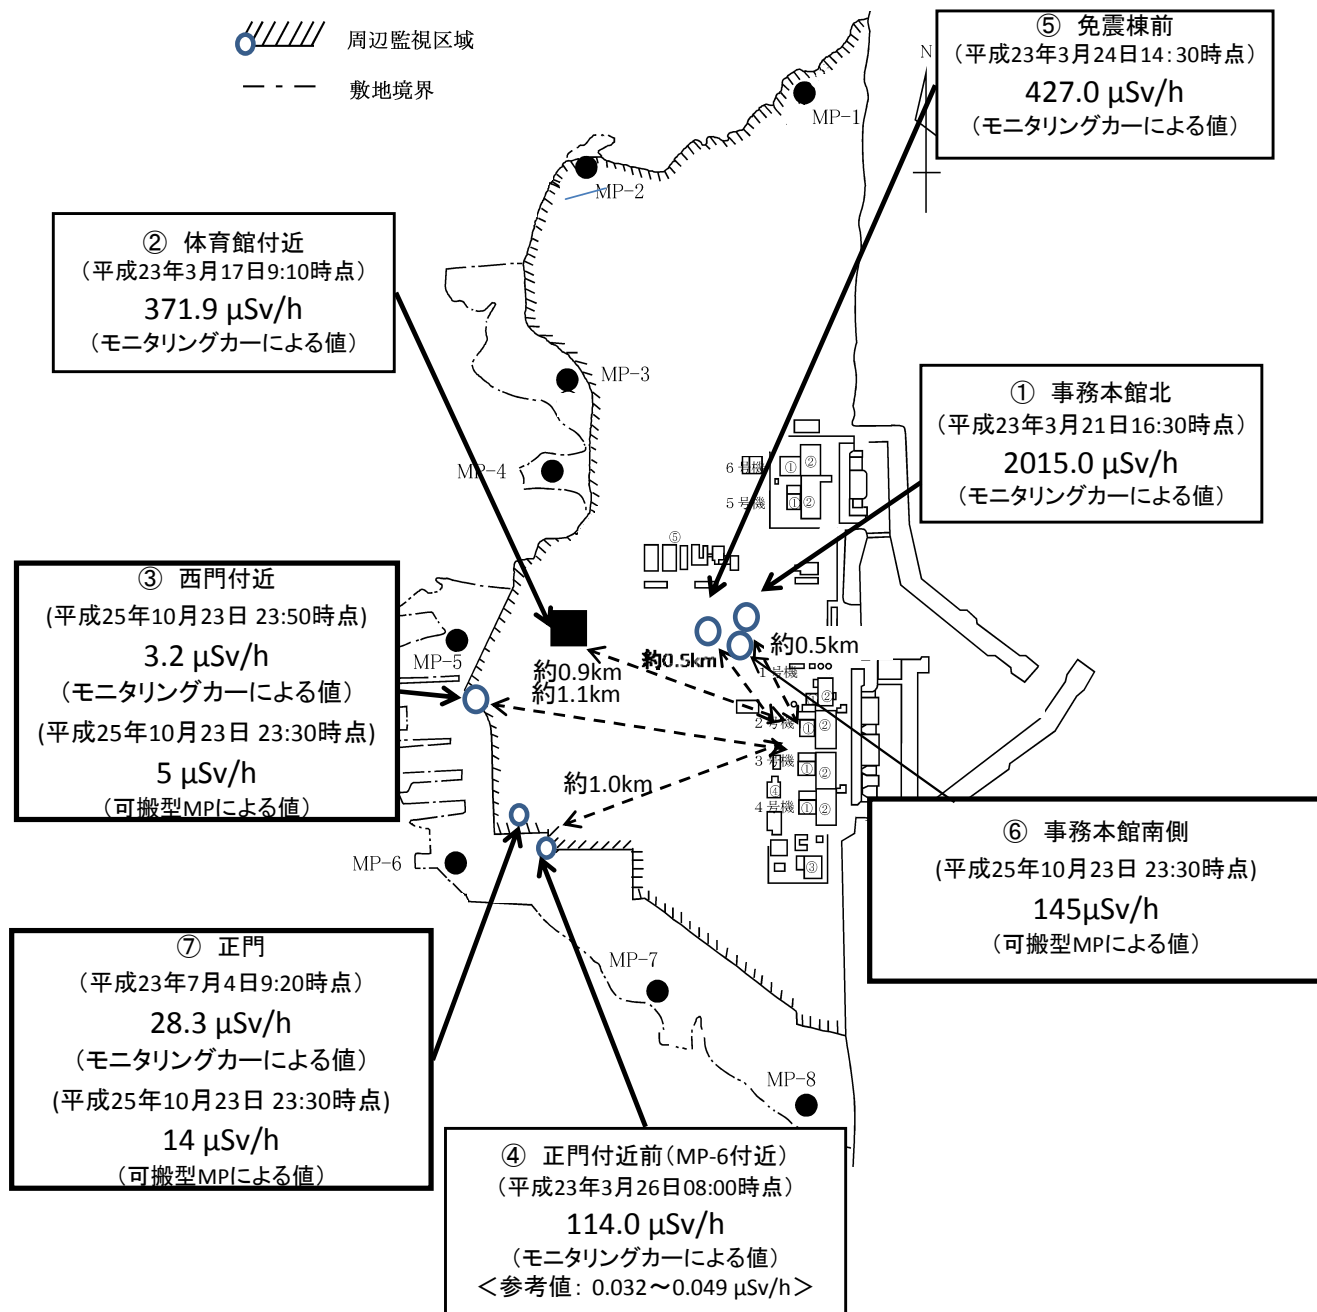 周辺監視区域
敷地境界
⑤ 免震棟前
（平成23年3月24日14:30時点）
427.0 μSv/h
（モニタリングカーによる値）
N
MP-1
MP-2
② 体育館付近
（平成23年3月17日9:10時点）
371.9 μSv/h
（モニタリングカーによる値）
MP-3
① 事務本館北
（平成23年3月21日16:30時点）
2015.0 μSv/h
（モニタリングカーによる値）
MP-4
6号機
①
②
5号機
①
②
⑤
③ 西門付近
(平成25年10月23日 23:50時点)
3.2 μSv/h
（モニタリングカーによる値）
(平成25年10月23日 23:30時点)
5 μSv/h
（可搬型MPによる値）
MP-5
約0.5km
約0.5km
約0.9km
約1.1km
1号機
②
2号機
①
②
3号機
①
②
約1.0km
④
4号機
①
②
③
MP-6
⑥ 事務本館南側
(平成25年10月23日 23:30時点)
145μSv/h
（可搬型MPによる値）
⑦ 正門
（平成23年7月4日9:20時点）
28.3 μSv/h
（モニタリングカーによる値）
(平成25年10月23日 23:30時点)
14 μSv/h
（可搬型MPによる値）
MP-7
MP-8
④ 正門付近前（MP-6付近）
（平成23年3月26日08:00時点）
114.0 μSv/h
（モニタリングカーによる値）
＜参考値: 0.032～0.049 μSv/h＞